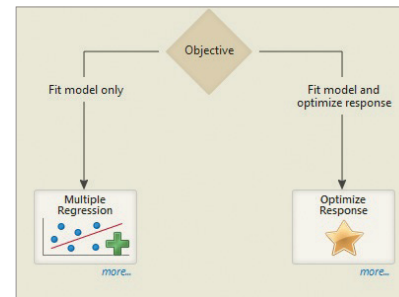 Objective
Fit model only
Fit model and
optimize response
Multiple
Regression
more...
Optimize
Response
more...